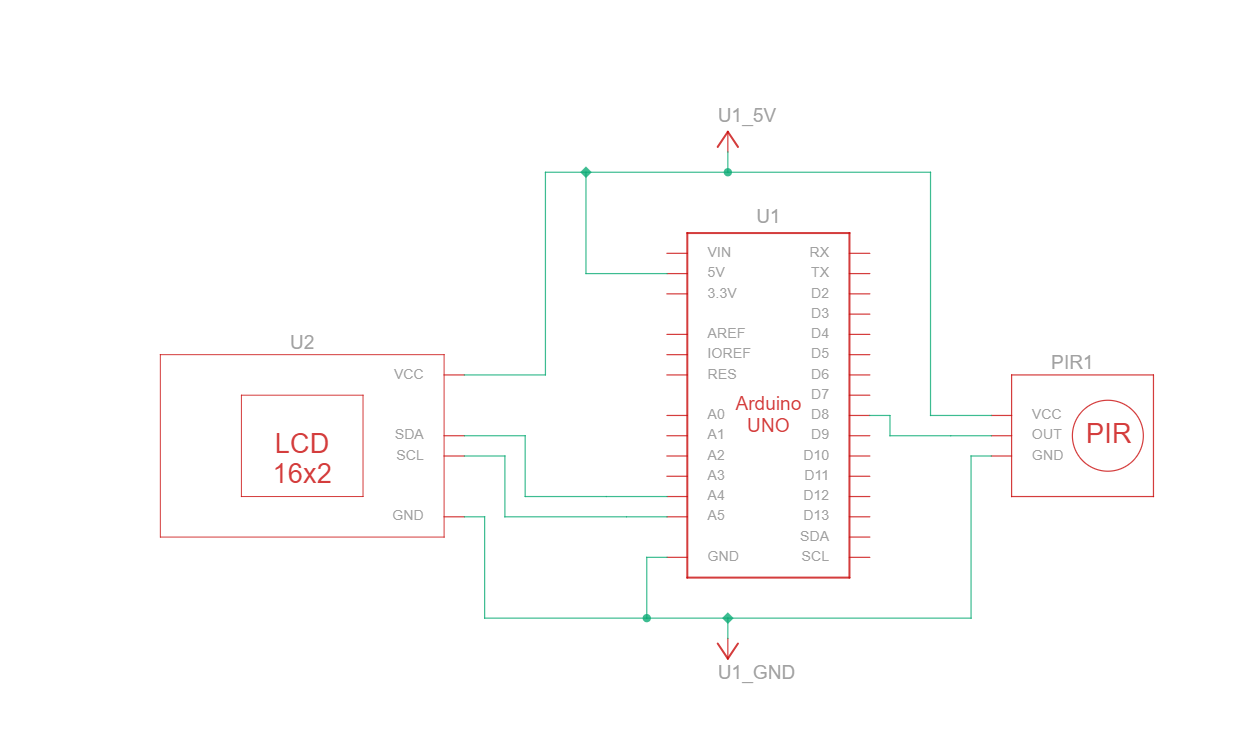 U1_5V
U1
VIN
5V
3.3V
AREF
IOREF
RES
A0
A1
A2
A3
A4
A5
GND
Arduino
UNO
RX
TX
D2
D3
D4
D5
D6
D7
D8
D9
D10
D11
D12
D13
SDA
SCL
U2
VCC
SDA
SCL
GND
LCD
16x2
PIR1
VCC
OUT
GND
PIR
U1_GND